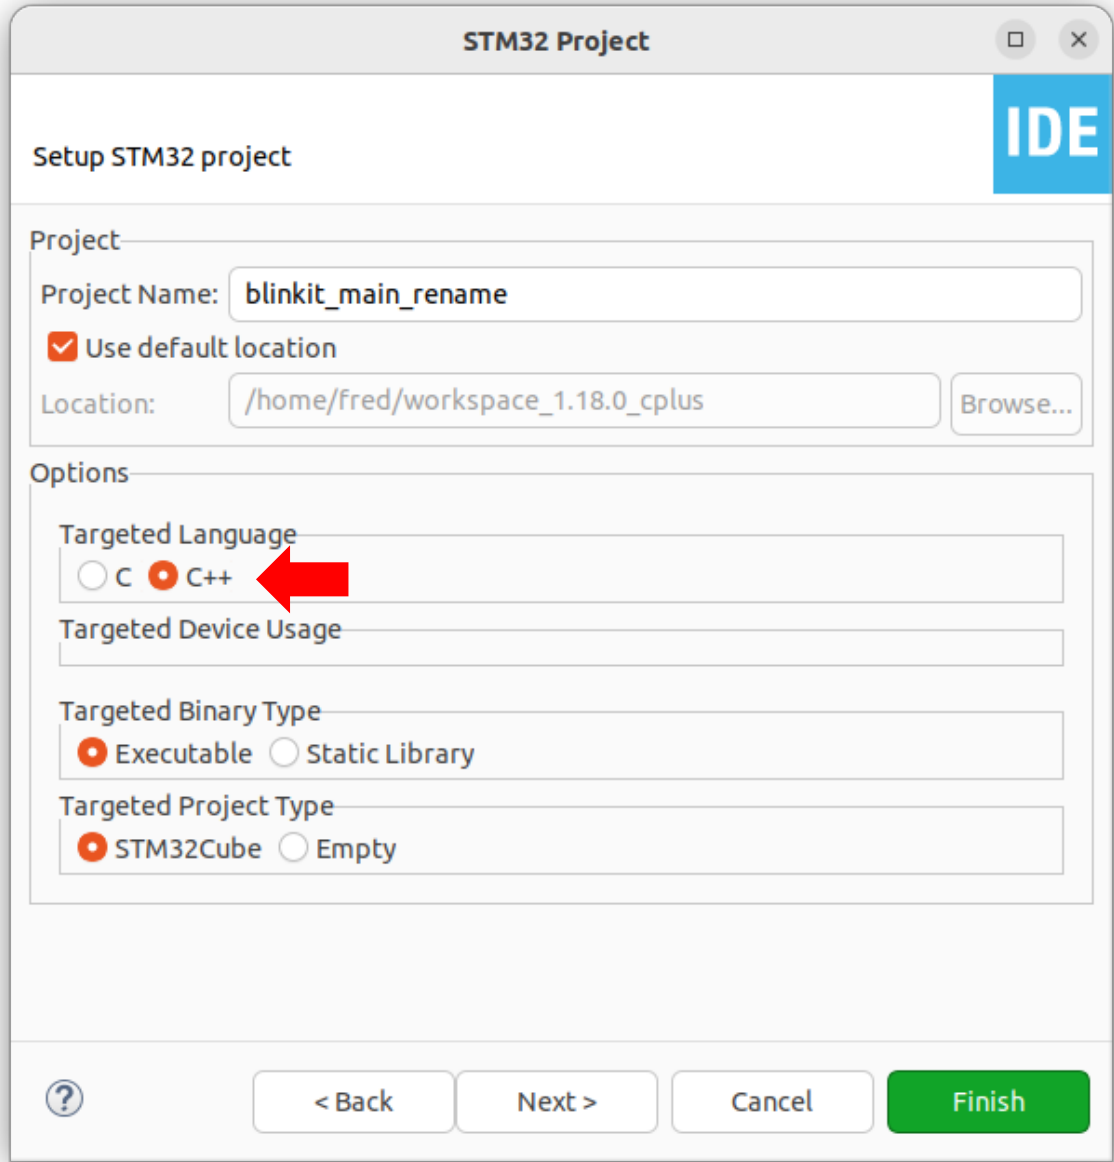 STM32 Project
IDE
Setup STM32 project
Project
Project Name: blinkit_main_rename
Use default location
Location: /home/fred/workspace_1.18.0_cplus Browse...
Options
Targeted Language
C C++
Targeted Device Usage
Targeted Binary Type
Executable Static Library
Targeted Project Type
STM32Cube Empty
? < Back Next > Cancel Finish